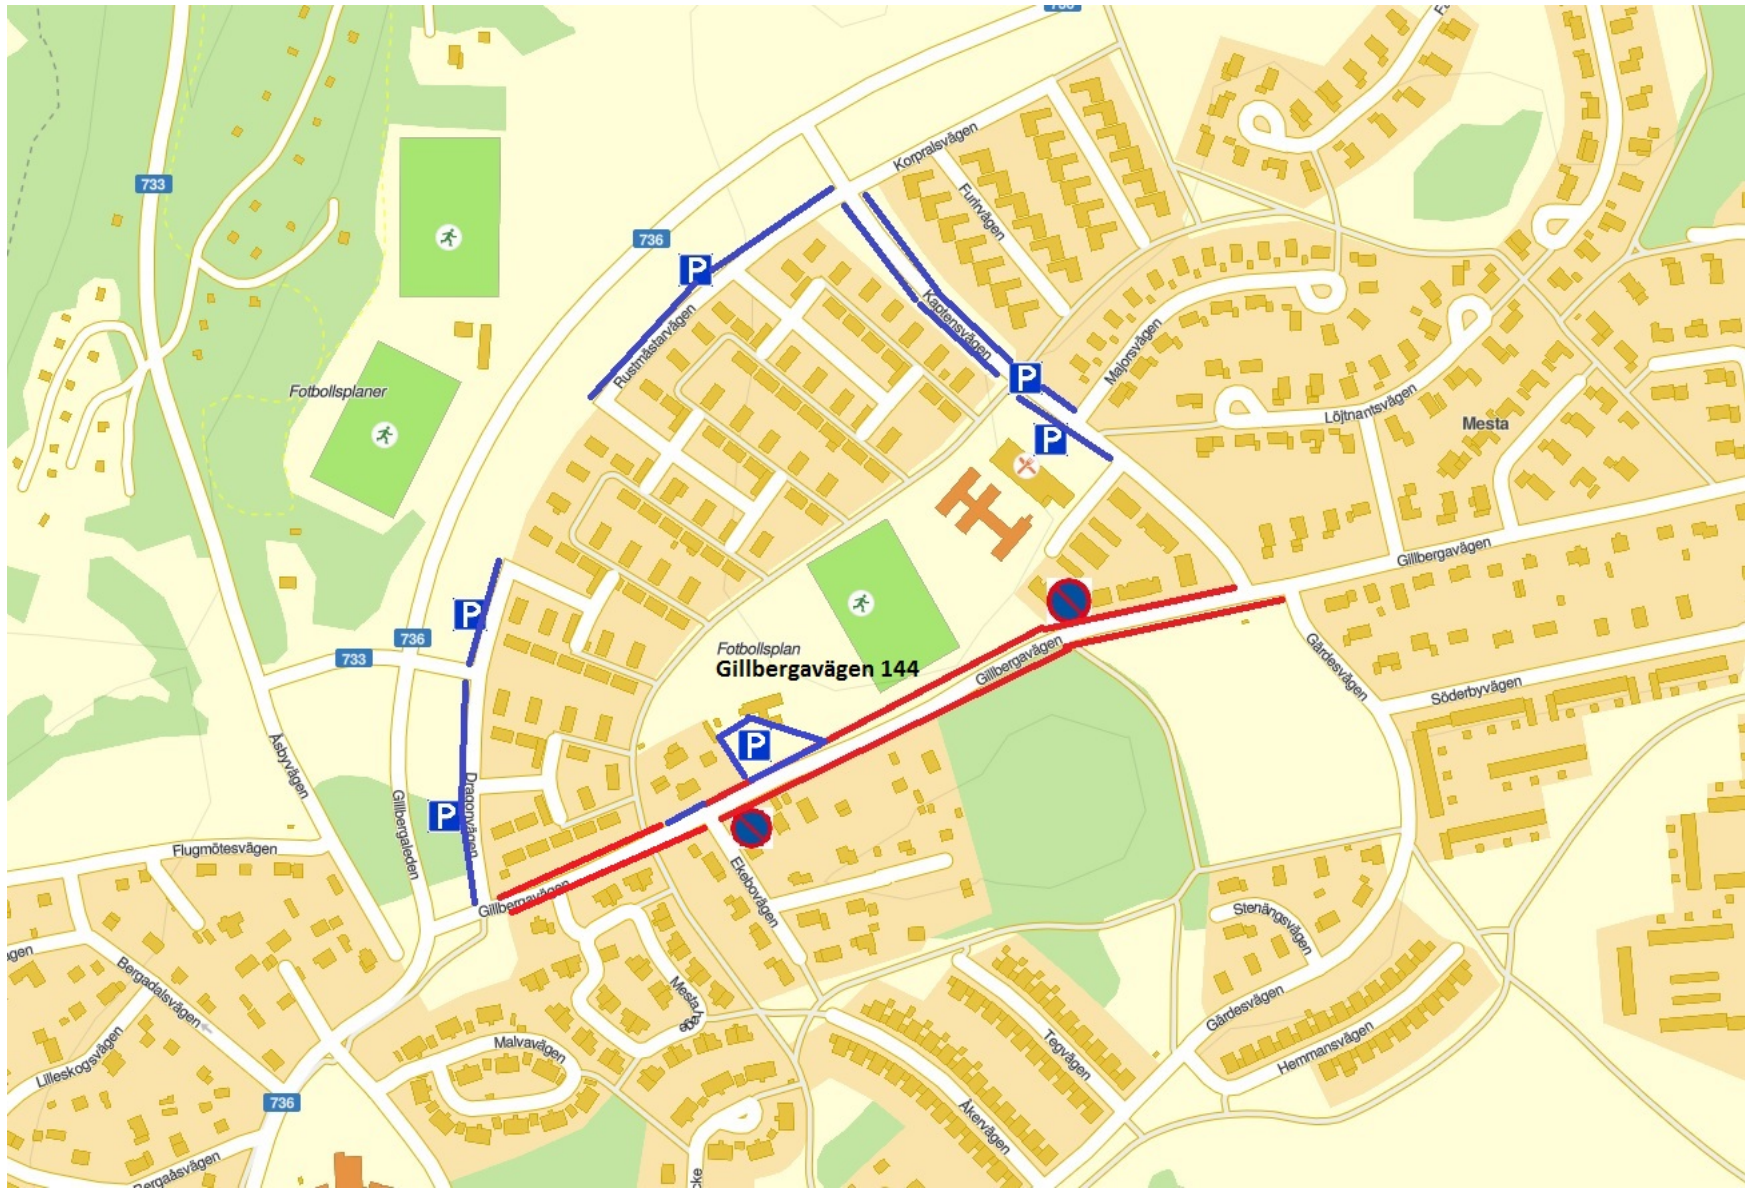 736
733
Korpralsvägen
Furirvägen
736
P
Rustmästarvägen
Kaptensvägen
Majorsvägen
P
P
Fotbollsplaner
Löjtnantsvägen
Mesta
Gillbergavägen
P
736
733
Fotbollsplan
Gillbergavägen 144
Gillbergavägen
Gärdesvägen
Söderbyvägen
P
Åsbyvägen
Gillbergaleden
P
Dragonvägen
Flugmötesvägen
Gillbergavägen
Ekebovägen
Stenängsvägen
Bergadalsvägen
Mesta
Gärdesvägen
Tegvägen
Hemmansvägen
Malvavägen
Lilleskogsvägen
736
Åkervägen
Bergaåsvägen